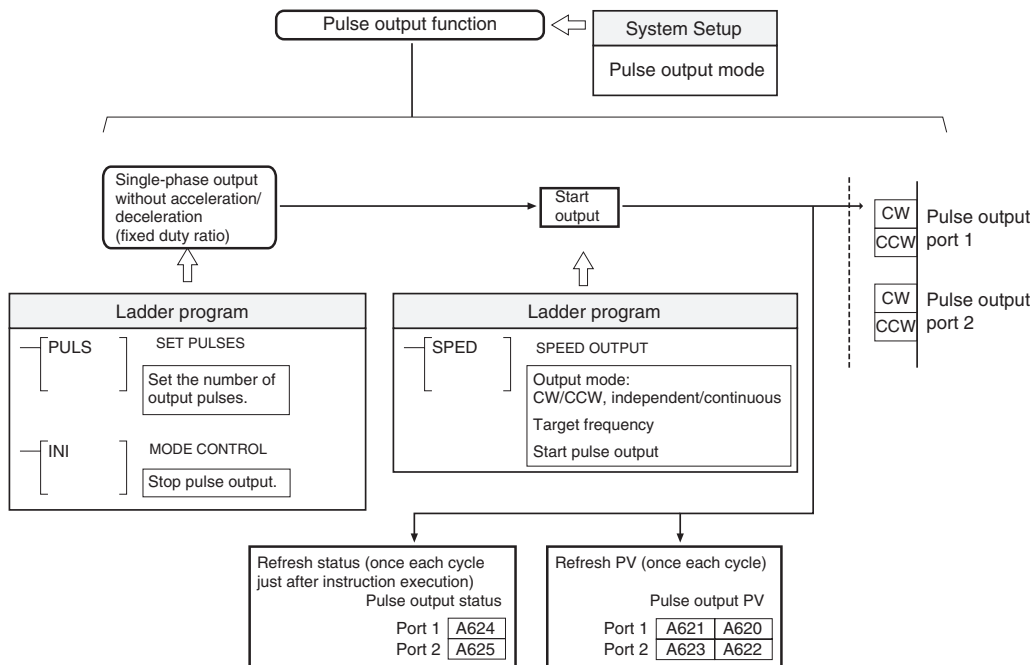 Pulse output function
System Setup
Pulse output mode
Single-phase output
without acceleration/
deceleration
(fixed duty ratio)
Start
output
CW
CCW
Pulse output
port 1
CW
CCW
Pulse output
port 2
Ladder program
PULS
SET PULSES
Set the number of
output pulses.
INI
MODE CONTROL
Stop pulse output.
Ladder program
SPED
SPEED OUTPUT
Output mode:
CW/CCW, independent/continuous
Target frequency
Start pulse output
Refresh status (once each cycle
just after instruction execution)
Pulse output status
Port 1 A624
Port 2 A625
Refresh PV (once each cycle)
Pulse output PV
Port 1 A621 A620
Port 2 A623 A622